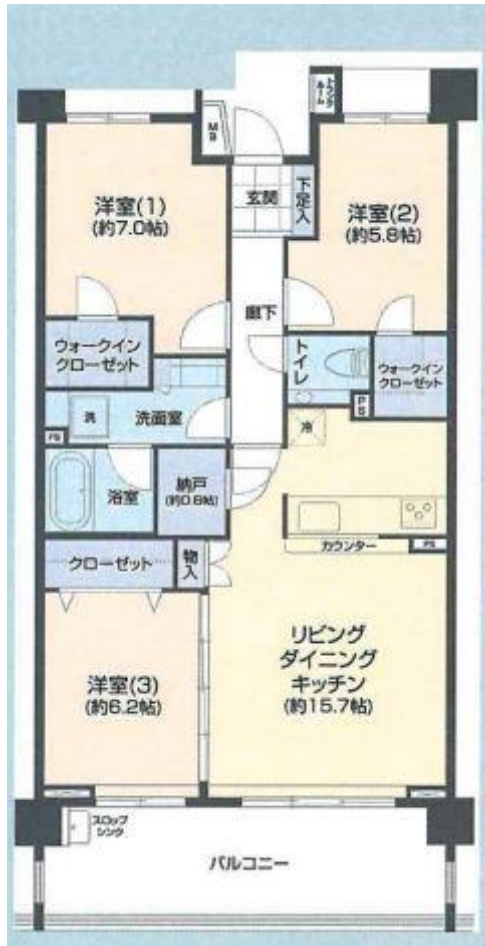 トランク
ルーム
MB
玄関
下足入
洋室(1)
(約7.0帖)
洋室(2)
(約5.8帖)
廊下
ウォークイン
クローゼット
トイレ
ウォークイン
クローゼット
PS
洗
洗面室
PS
冷
浴室
納戸
(約0.8帖)
カウンター
PS
クローゼット
物入
リビング
ダイニング
キッチン
(約15.7帖)
洋室(3)
(約6.2帖)
スロップ
シンク
バルコニー